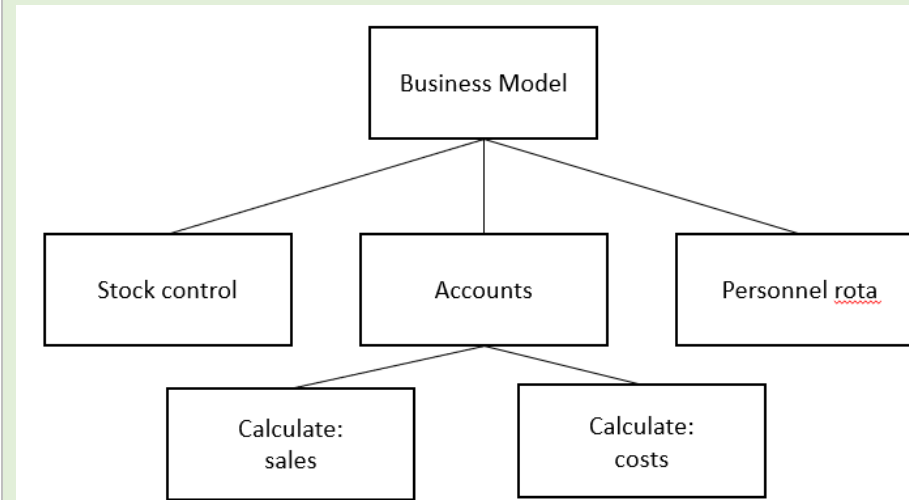 Business Model
Stock control
Accounts
Personnel rota
Calculate:
sales
Calculate:
costs